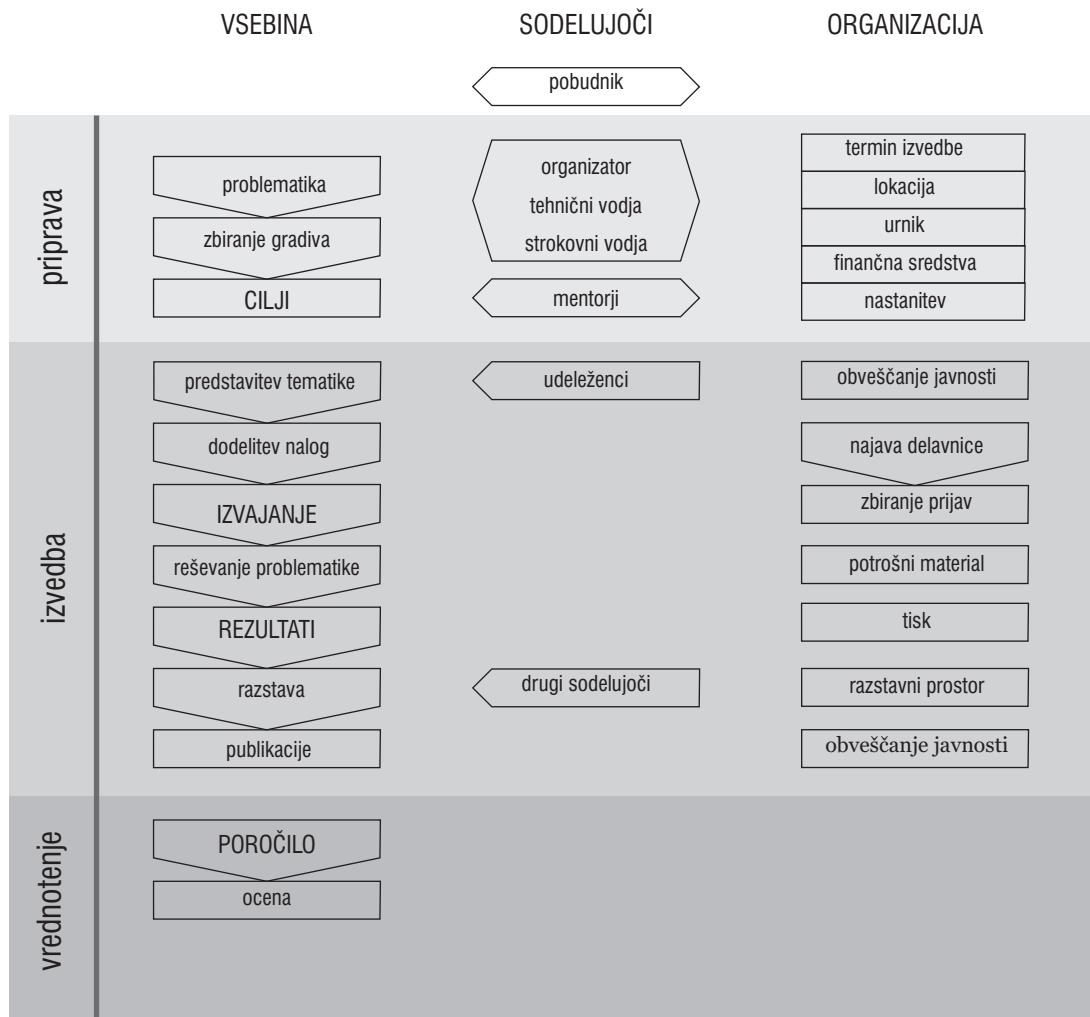 VSEBINA
SODELUJOČI
ORGANIZACIJA
pobudnik
priprava
problematika
zbiranje gradiva
CILJI
organizator
tehnični vodja
strokovni vodja
mentorji
termin izvedbe
lokacija
urnik
finančna sredstva
nastanitev
izvedba
predstavitev tematike
dodelitev nalog
IZVAJANJE
reševanje problematike
REZULTATI
razstava
publikacije
udeleženci
drugi sodelujoči
obveščanje javnosti
najava delavnice
zbiranje prijav
potrošni material
tisk
razstavni prostor
obveščanje javnosti
vrednotenje
POROČILO
ocena